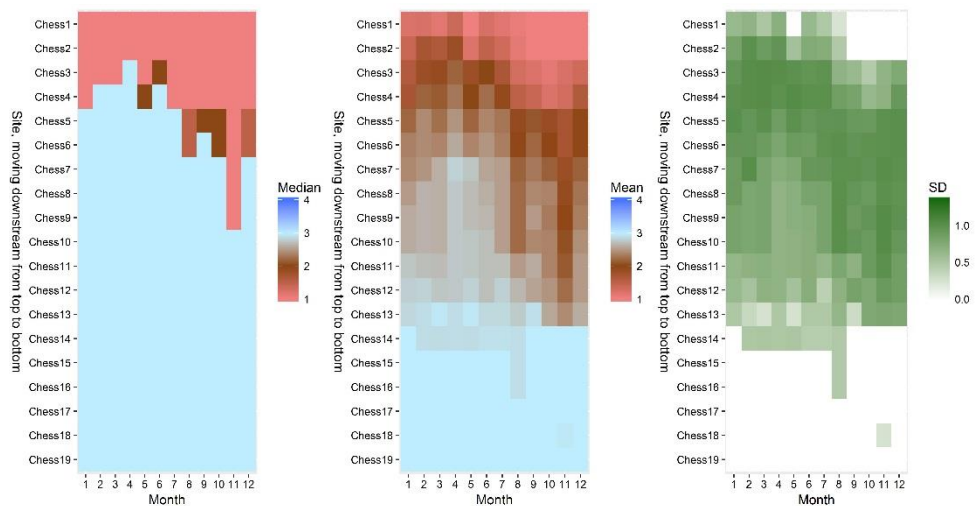 Site, moving downstream from top to bottom
Chess1
Chess2
Chess3
Chess4
Chess5
Chess6
Chess7
Chess8
Chess9
Chess10
Chess11
Chess12
Chess13
Chess14
Chess15
Chess16
Chess17
Chess18
Chess19
1 2 3 4 5 6 7 8 9 10 11 12
Month
Median
4
3
2
1
Site, moving downstream from top to bottom
Chess1
Chess2
Chess3
Chess4
Chess5
Chess6
Chess7
Chess8
Chess9
Chess10
Chess11
Chess12
Chess13
Chess14
Chess15
Chess16
Chess17
Chess18
Chess19
1 2 3 4 5 6 7 8 9 10 11 12
Month
Mean
4
3
2
1
Site, moving downstream from top to bottom
Chess1
Chess2
Chess3
Chess4
Chess5
Chess6
Chess7
Chess8
Chess9
Chess10
Chess11
Chess12
Chess13
Chess14
Chess15
Chess16
Chess17
Chess18
Chess19
1 2 3 4 5 6 7 8 9 10 11 12
Month
SD
1.0
0.5
0.0